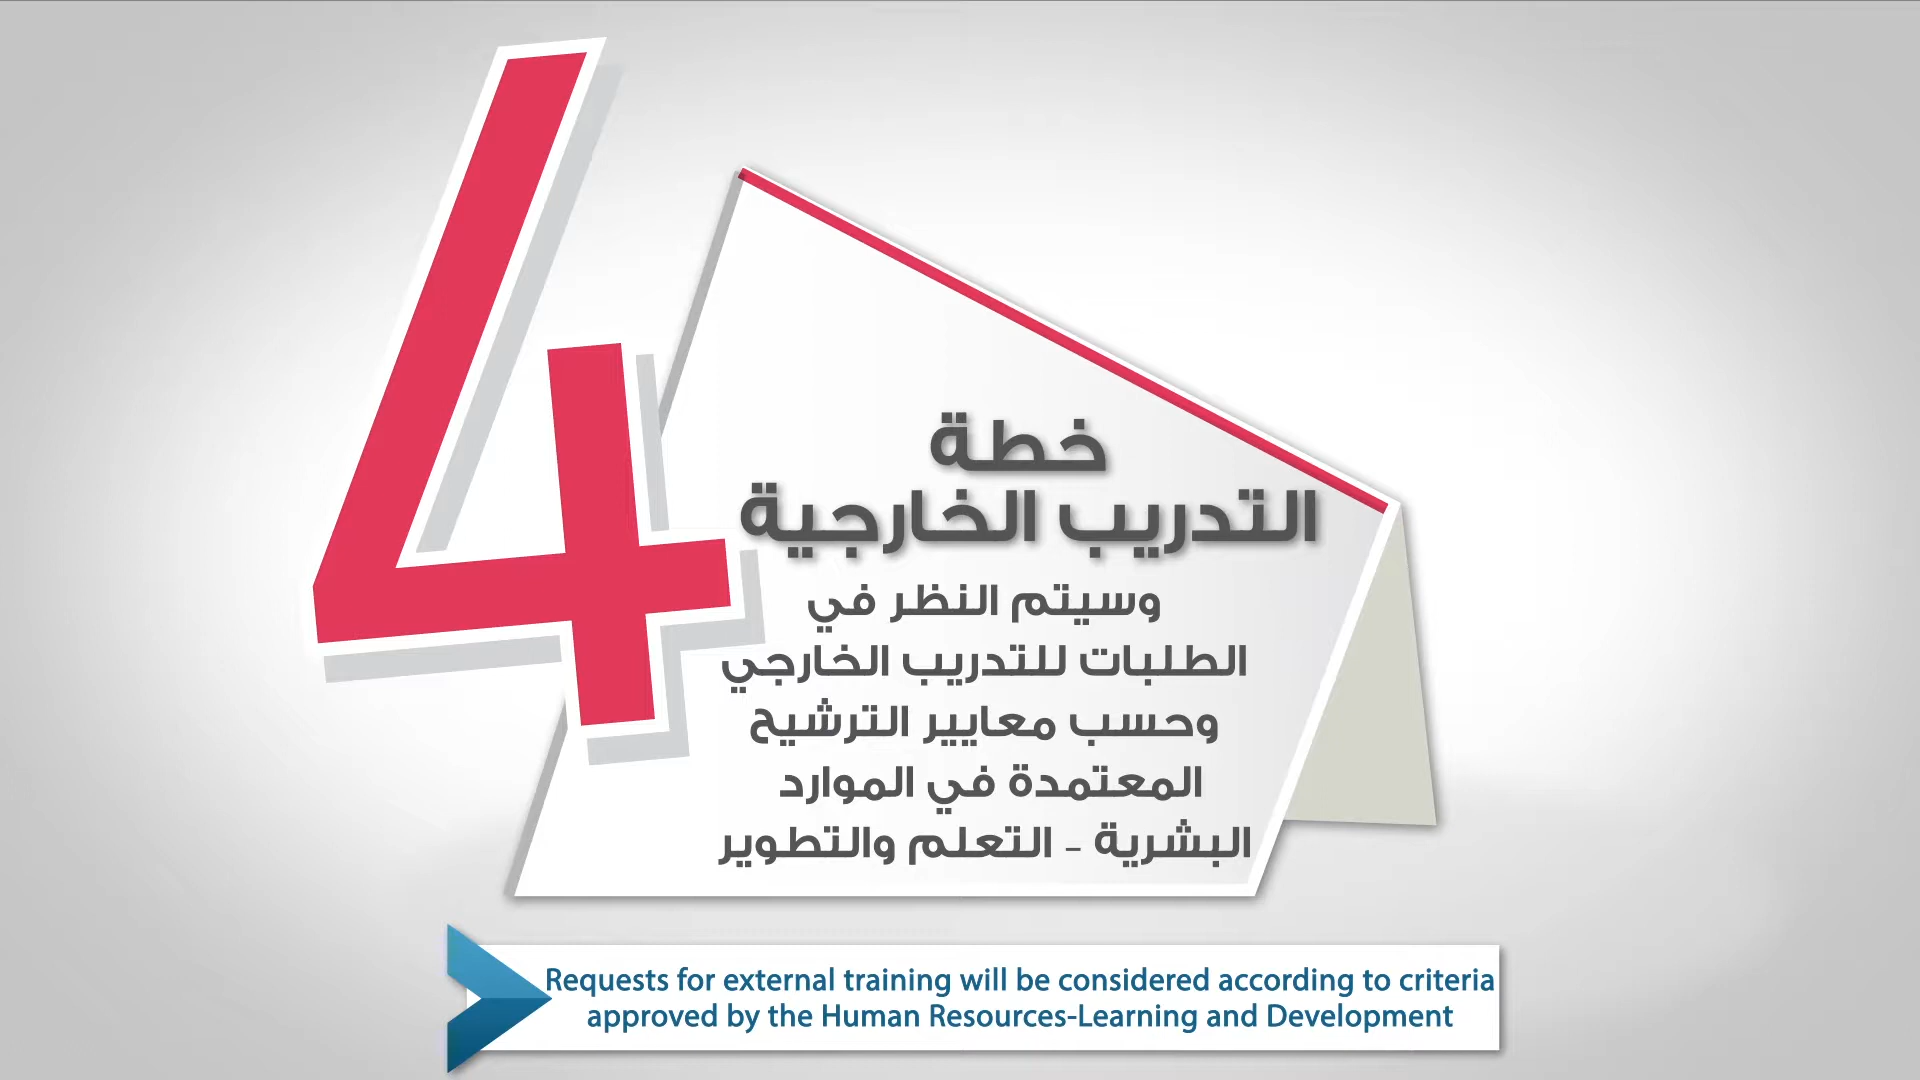 4
خطة
التدريب الخارجية
وسيتم النظر في
الطلبات للتدريب الخارجي
وحسب معايير الترشيح
المعتمدة في الموارد
البشرية - التعلم والتطوير
Requests for external training will be considered according to criteria
approved by the Human Resources-Learning and Development